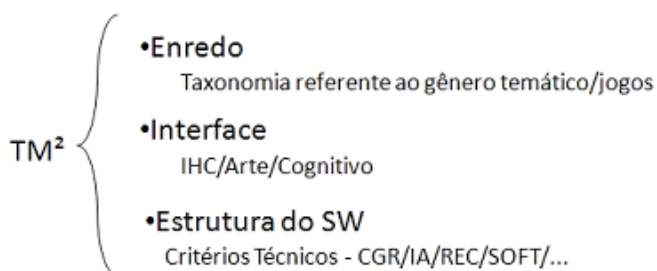 •Enredo
Taxonomia referente ao gênero temático/jogos
•Interface
TM²
IHC/Arte/Cognitivo
•Estrutura do SW
Critérios Técnicos - CGR/IA/REC/SOFT/...